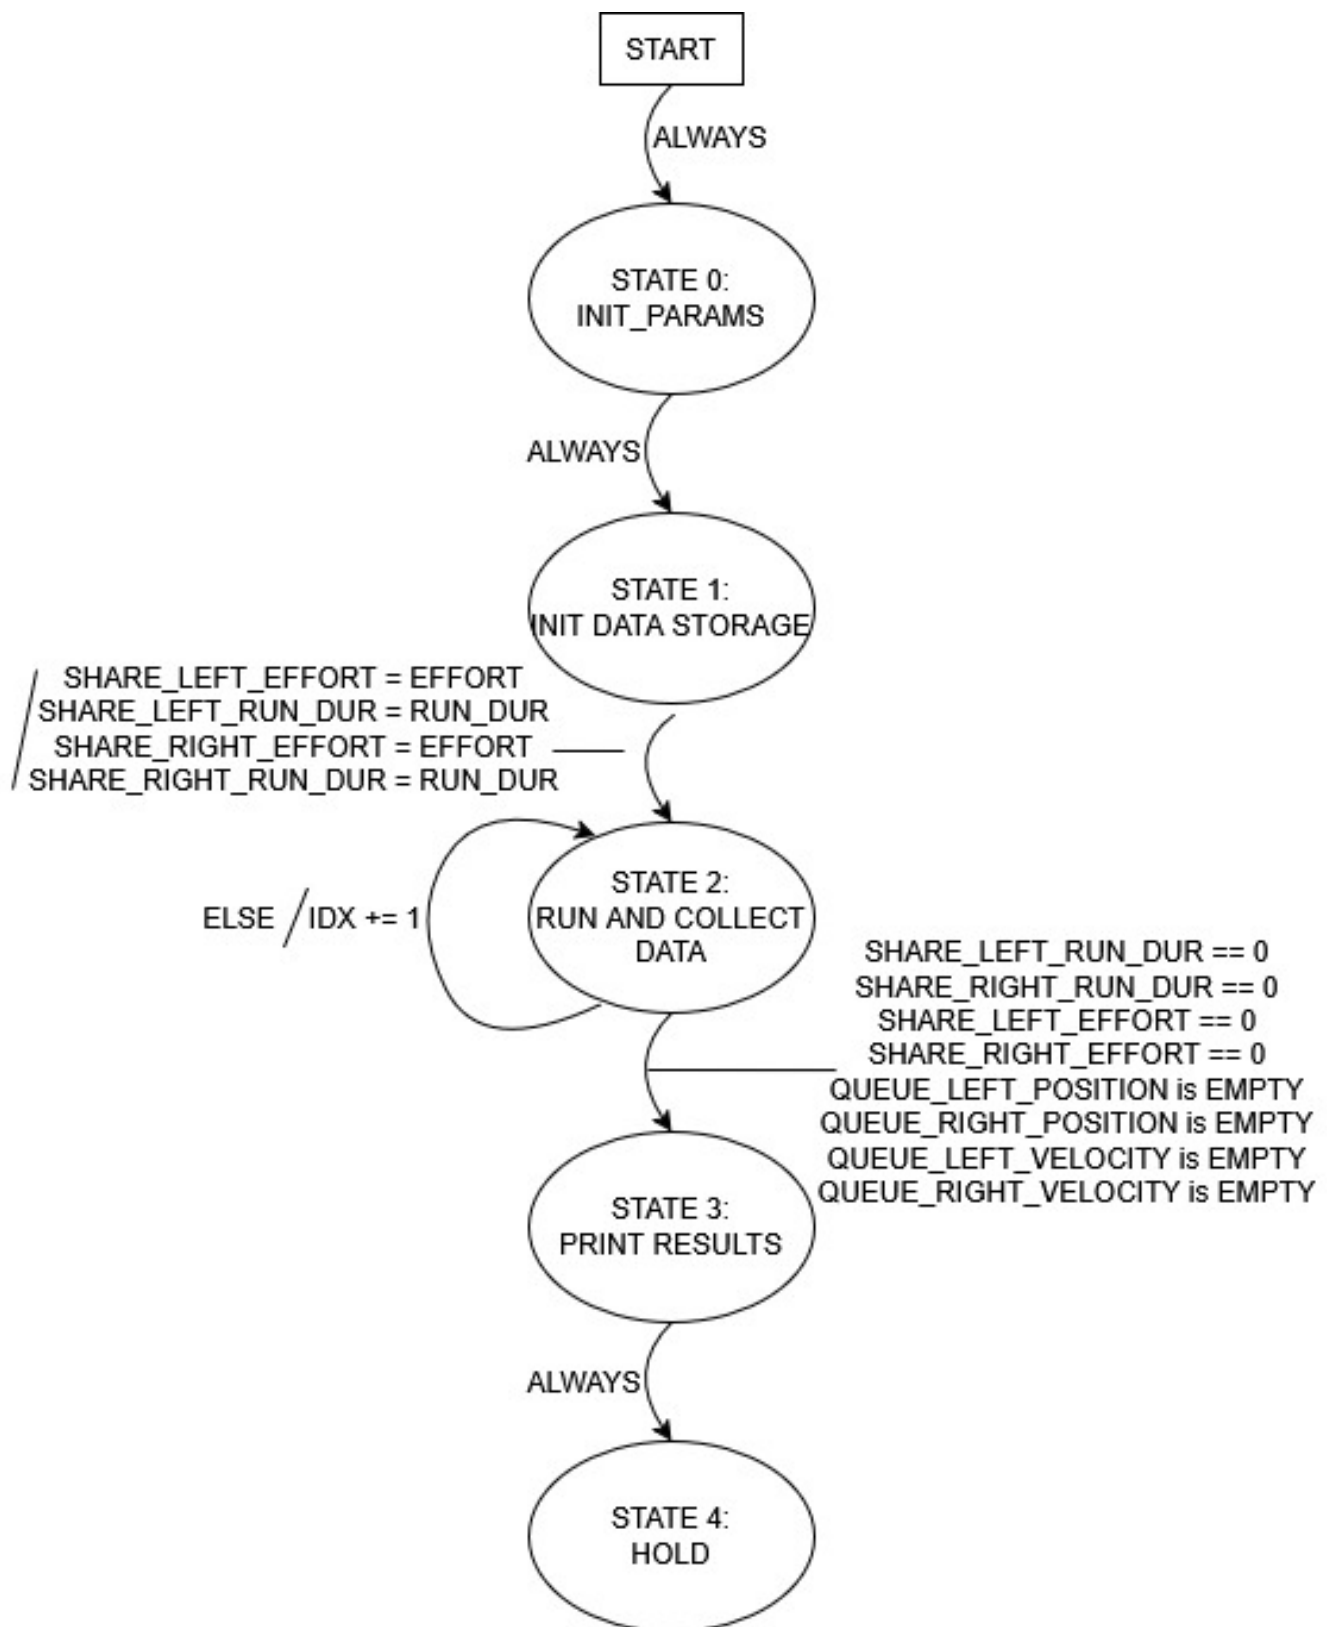 START
ALWAYS
STATE 0:
INIT_PARAMS
ALWAYS
STATE 1:
INIT DATA STORAGE
SHARE_LEFT_EFFORT = EFFORT
SHARE_LEFT_RUN_DUR = RUN_DUR
SHARE_RIGHT_EFFORT = EFFORT
SHARE_RIGHT_RUN_DUR = RUN_DUR
ELSE / IDX += 1
STATE 2:
RUN AND COLLECT
DATA
SHARE_LEFT_RUN_DUR == 0
SHARE_RIGHT_RUN_DUR == 0
SHARE_LEFT_EFFORT == 0
SHARE_RIGHT_EFFORT == 0
QUEUE_LEFT_POSITION is EMPTY
QUEUE_RIGHT_POSITION is EMPTY
QUEUE_LEFT_VELOCITY is EMPTY
QUEUE_RIGHT_VELOCITY is EMPTY
STATE 3:
PRINT RESULTS
ALWAYS
STATE 4:
HOLD